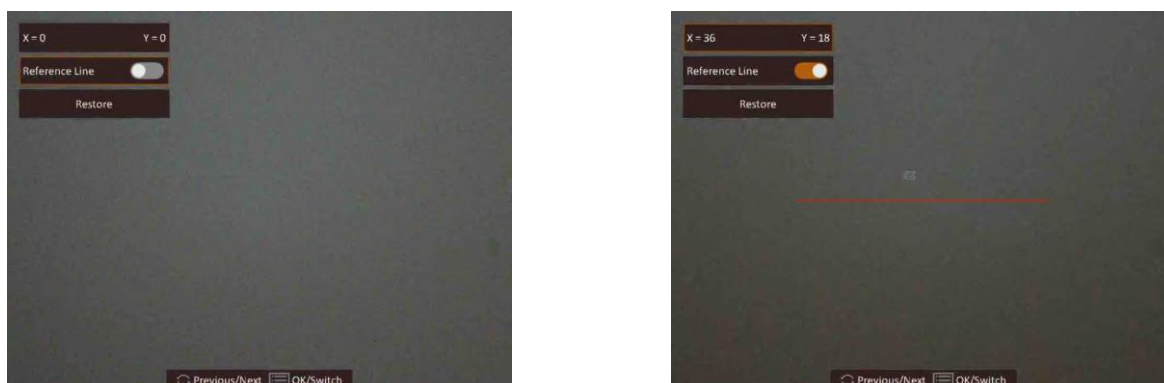 X = 0 Y = 0
Reference Line
Restore
Previous/Next OK/Switch
X = 36 Y = 18
Reference Line
Restore
Previous/Next OK/Switch